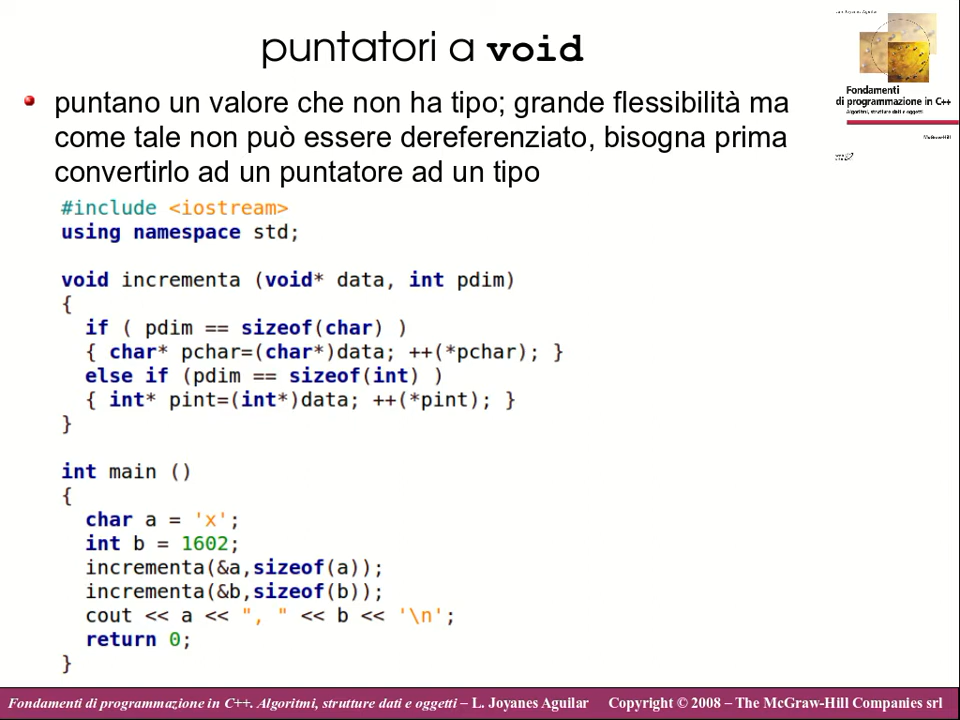 puntatori a void
puntano un valore che non ha tipo; grande flessibilità ma
come tale non può essere dereferenziato, bisogna prima
convertirlo ad un puntatore ad un tipo
#include <iostream>
using namespace std;
void incrementa (void* data, int pdim)
{
if ( pdim == sizeof(char) )
{ char* pchar=(char*)data; ++(*pchar); }
else if (pdim == sizeof(int) )
{ int* pint=(int*)data; ++(*pint); }
}
int main ()
{
char a = 'x';
int b = 1602;
incrementa(&a,sizeof(a));
incrementa(&b,sizeof(b));
cout << a << ", " << b << '\n';
return 0;
}
Fondamenti
di programmazione in C++
Algoritmi, strutture dati e oggetti
McGraw-Hill
Fondamenti di programmazione in C++. Algoritmi, strutture dati e oggetti – L. Joyanes Aguilar Copyright © 2008 – The McGraw-Hill Companies srl